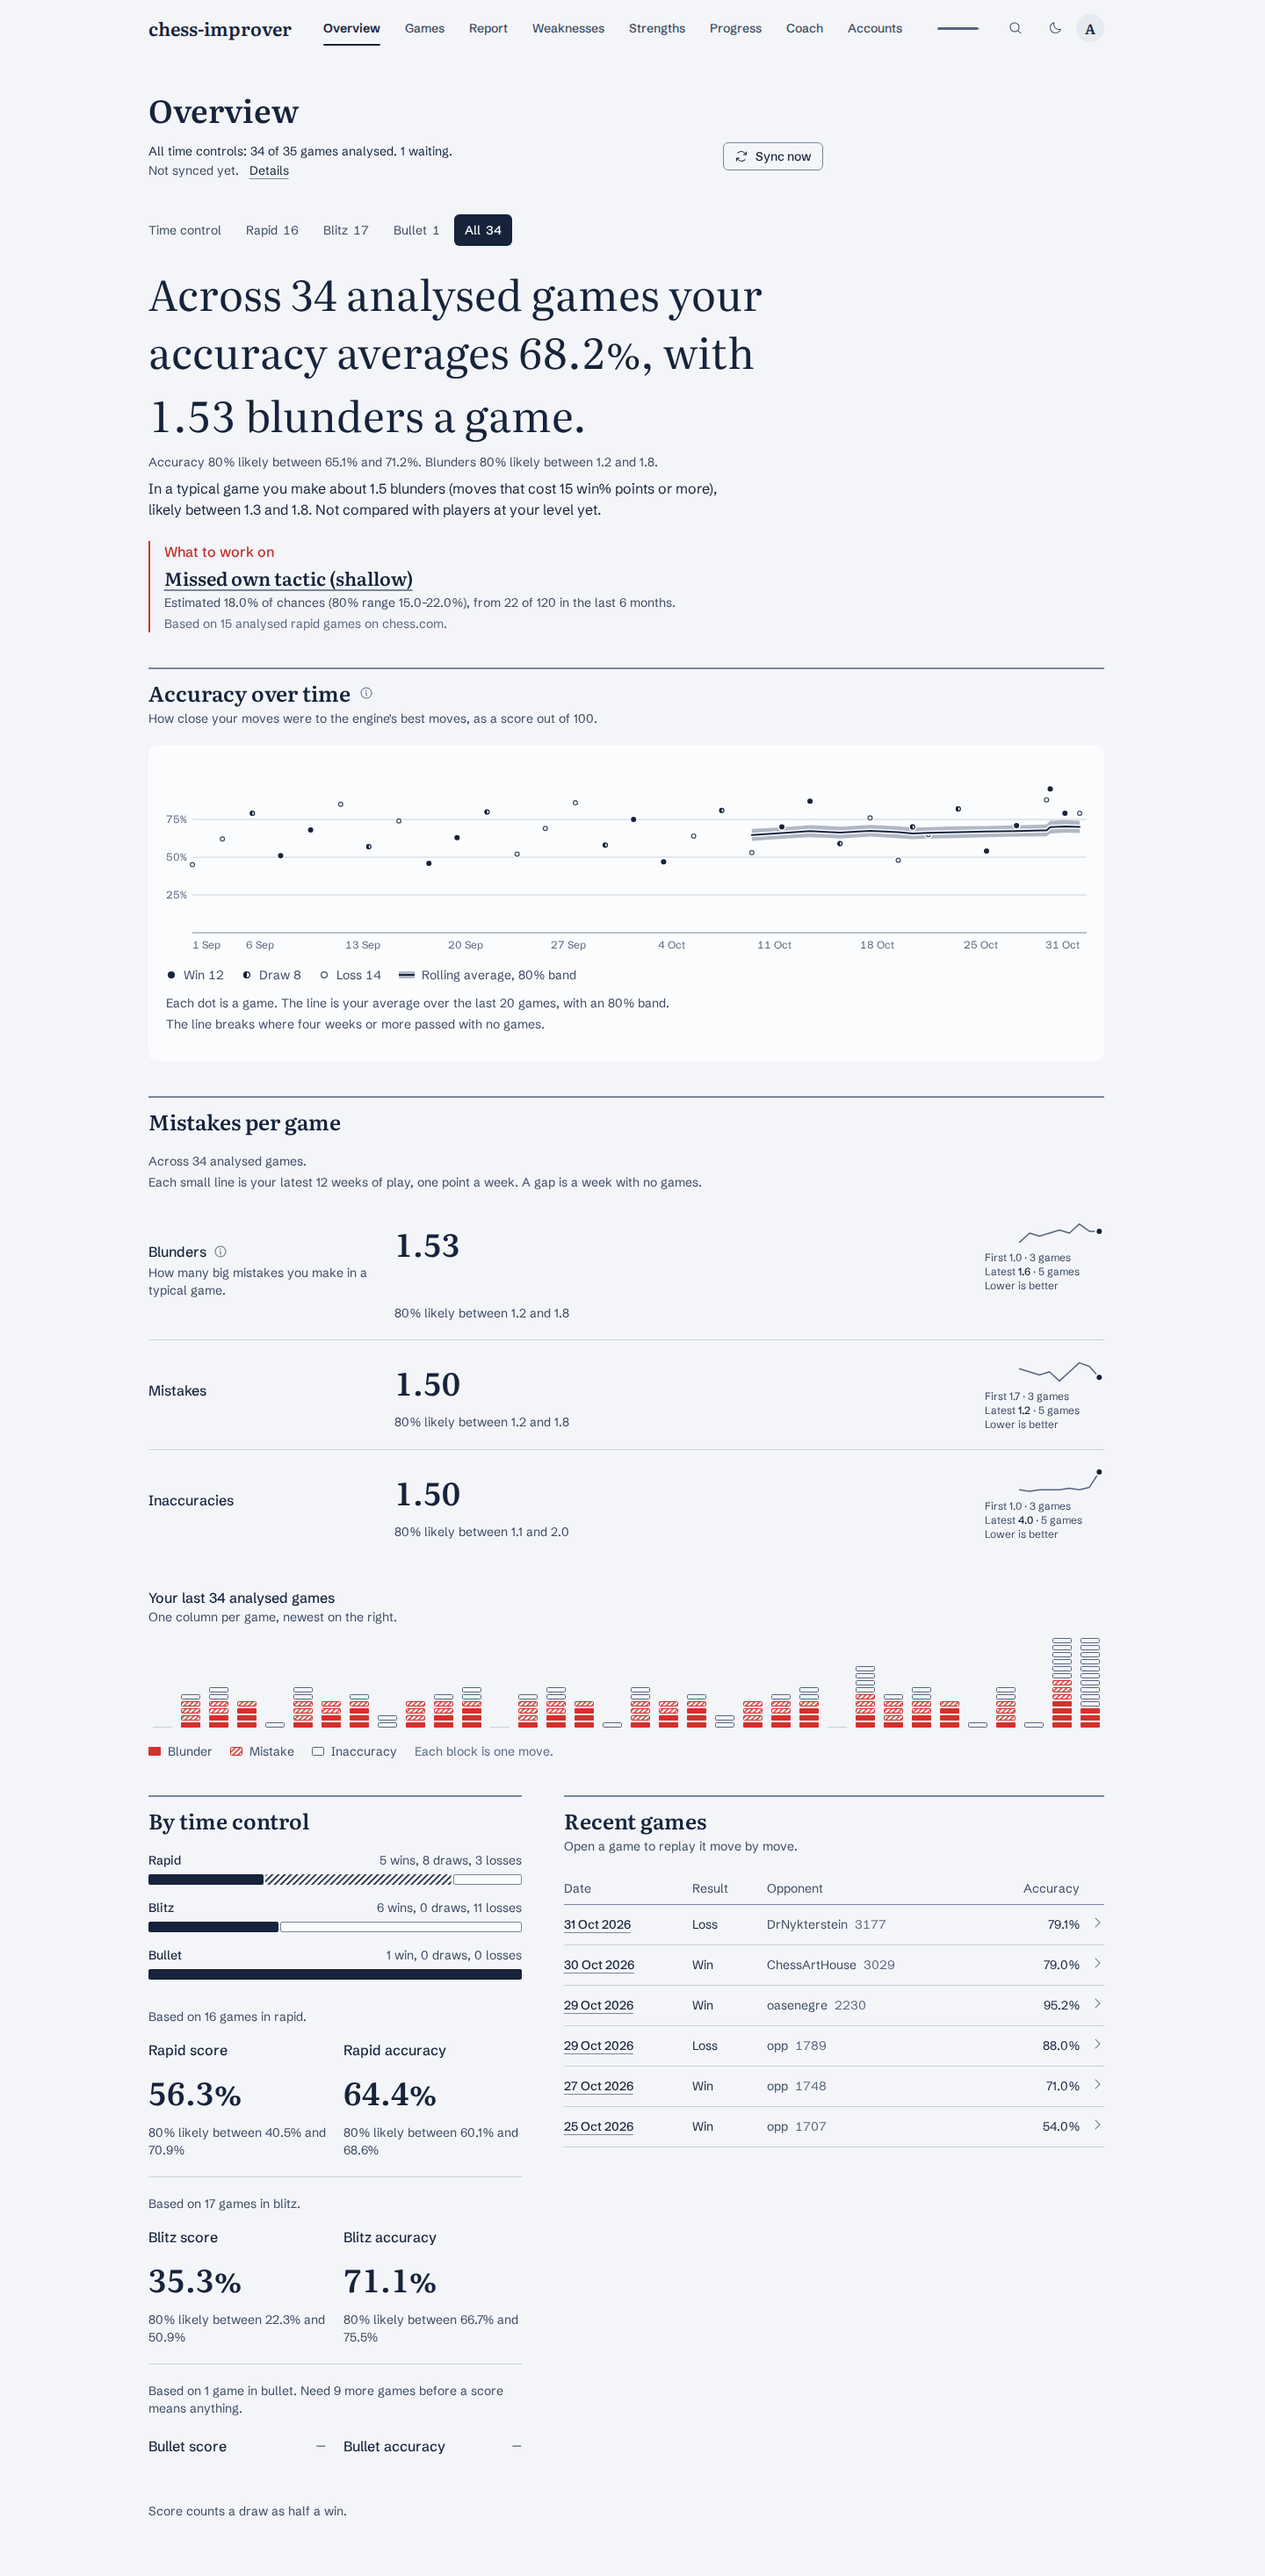 chess-improver
Overview
Games
Report
Weaknesses
Strengths
Progress
Coach
Accounts
A
Overview
All time controls: 34 of 35 games analysed. 1 waiting.
Not synced yet. Details
Sync now
Time control
Rapid 16
Blitz 17
Bullet 1
All 34
Across 34 analysed games your
accuracy averages 68.2%, with
1.53 blunders a game.
Accuracy 80% likely between 65.1% and 71.2%. Blunders 80% likely between 1.2 and 1.8.
In a typical game you make about 1.5 blunders (moves that cost 15 win% points or more),
likely between 1.3 and 1.8. Not compared with players at your level yet.
What to work on
Missed own tactic (shallow)
Estimated 18.0% of chances (80% range 15.0–22.0%), from 22 of 120 in the last 6 months.
Based on 15 analysed rapid games on chess.com.
Accuracy over time
How close your moves were to the engine's best moves, as a score out of 100.
75%
50%
25%
1 Sep
6 Sep
13 Sep
20 Sep
27 Sep
4 Oct
11 Oct
18 Oct
25 Oct
31 Oct
Win 12
Draw 8
Loss 14
Rolling average, 80% band
Each dot is a game. The line is your average over the last 20 games, with an 80% band.
The line breaks where four weeks or more passed with no games.
Mistakes per game
Across 34 analysed games.
Each small line is your latest 12 weeks of play, one point a week. A gap is a week with no games.
Blunders
How many big mistakes you make in a
typical game.
1.53
80% likely between 1.2 and 1.8
First 1.0 · 3 games
Latest 1.6 · 5 games
Lower is better
Mistakes
1.50
80% likely between 1.2 and 1.8
First 1.7 · 3 games
Latest 1.2 · 5 games
Lower is better
Inaccuracies
1.50
80% likely between 1.1 and 2.0
First 1.0 · 3 games
Latest 4.0 · 5 games
Lower is better
Your last 34 analysed games
One column per game, newest on the right.
Blunder
Mistake
Inaccuracy
Each block is one move.
By time control
Rapid
5 wins, 8 draws, 3 losses
Blitz
6 wins, 0 draws, 11 losses
Bullet
1 win, 0 draws, 0 losses
Based on 16 games in rapid.
Rapid score
56.3%
80% likely between 40.5% and
70.9%
Rapid accuracy
64.4%
80% likely between 60.1% and
68.6%
Based on 17 games in blitz.
Blitz score
35.3%
80% likely between 22.3% and
50.9%
Blitz accuracy
71.1%
80% likely between 66.7% and
75.5%
Based on 1 game in bullet. Need 9 more games before a score
means anything.
Bullet score –
Bullet accuracy –
Score counts a draw as half a win.
Recent games
Open a game to replay it move by move.
Date Result Opponent Accuracy
31 Oct 2026 Loss DrNykterstein 3177 79.1%
30 Oct 2026 Win ChessArtHouse 3029 79.0%
29 Oct 2026 Win oasenegre 2230 95.2%
29 Oct 2026 Loss opp 1789 88.0%
27 Oct 2026 Win opp 1748 71.0%
25 Oct 2026 Win opp 1707 54.0%